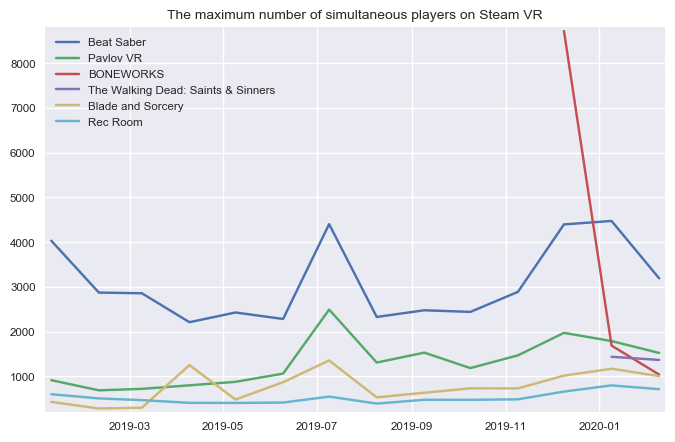 The maximum number of simultaneous players on Steam VR
Beat Saber
Pavlov VR
BONEWORKS
The Walking Dead: Saints & Sinners
Blade and Sorcery
Rec Room
8000
7000
6000
5000
4000
3000
2000
1000
2019-03 2019-05 2019-07 2019-09 2019-11 2020-01